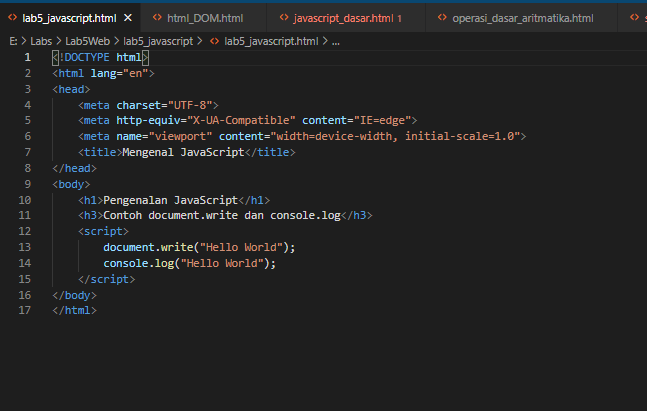 lab5_javascript.html × html_DOM.html javascript_dasar.html 1 operasi_dasar_aritmatika.html
E: > Labs > Lab5Web > lab5_javascript > lab5_javascript.html > ...
1 <!DOCTYPE html>
2 <html lang="en">
3 <head>
4 <meta charset="UTF-8">
5 <meta http-equiv="X-UA-Compatible" content="IE=edge">
6 <meta name="viewport" content="width=device-width, initial-scale=1.0">
7 <title>Mengenal JavaScript</title>
8 </head>
9 <body>
10 <h1>Pengenalan JavaScript</h1>
11 <h3>Contoh document.write dan console.log</h3>
12 <script>
13 document.write("Hello World");
14 console.log("Hello World");
15 </script>
16 </body>
17 </html>